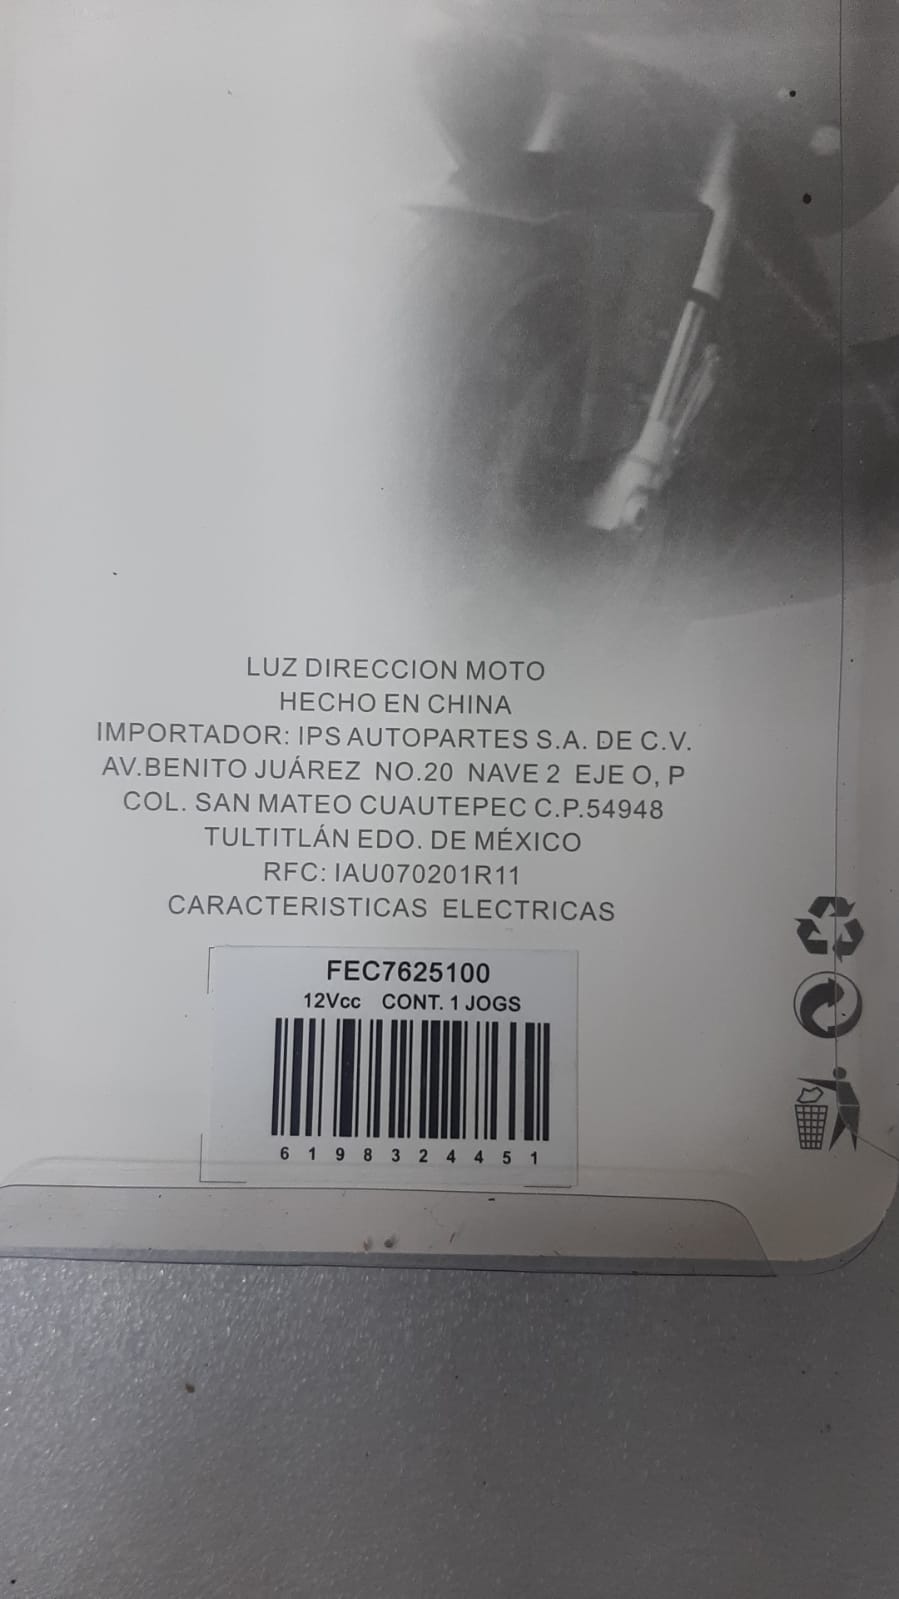 LUZ DIRECCION MOTO
HECHO EN CHINA
IMPORTADOR: IPS AUTOPARTES S.A. DE C.V.
AV.BENITO JUÁREZ NO.20 NAVE 2 EJE O, P
COL. SAN MATEO CUAUTEPEC C.P.54948
TULTITLÁN EDO. DE MÉXICO
RFC: IAU070201R11
CARACTERISTICAS ELECTRICAS
FEC7625100
12Vcc CONT. 1 JOGS
6 1 9 8 3 2 4 4 5 1